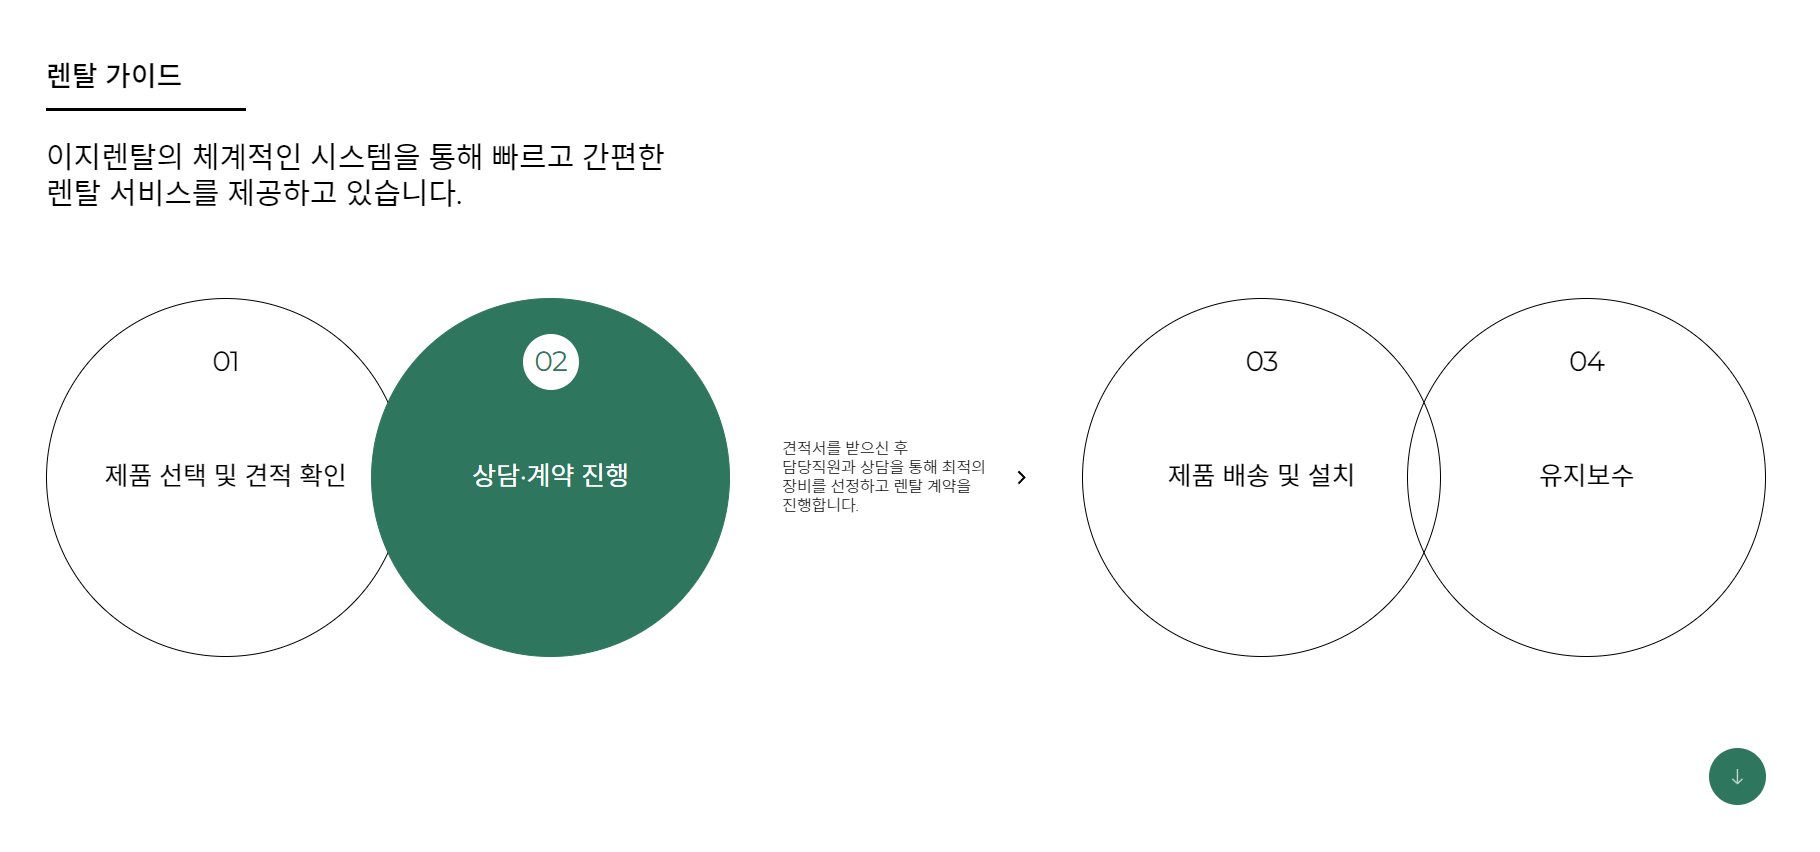 렌탈 가이드
이지렌탈의 체계적인 시스템을 통해 빠르고 간편한
렌탈 서비스를 제공하고 있습니다.
01
제품 선택 및 견적 확인
02
상담·계약 진행
견적서를 받으신 후
담당직원과 상담을 통해 최적의
장비를 선정하고 렌탈 계약을
진행합니다.
03
제품 배송 및 설치
04
유지보수